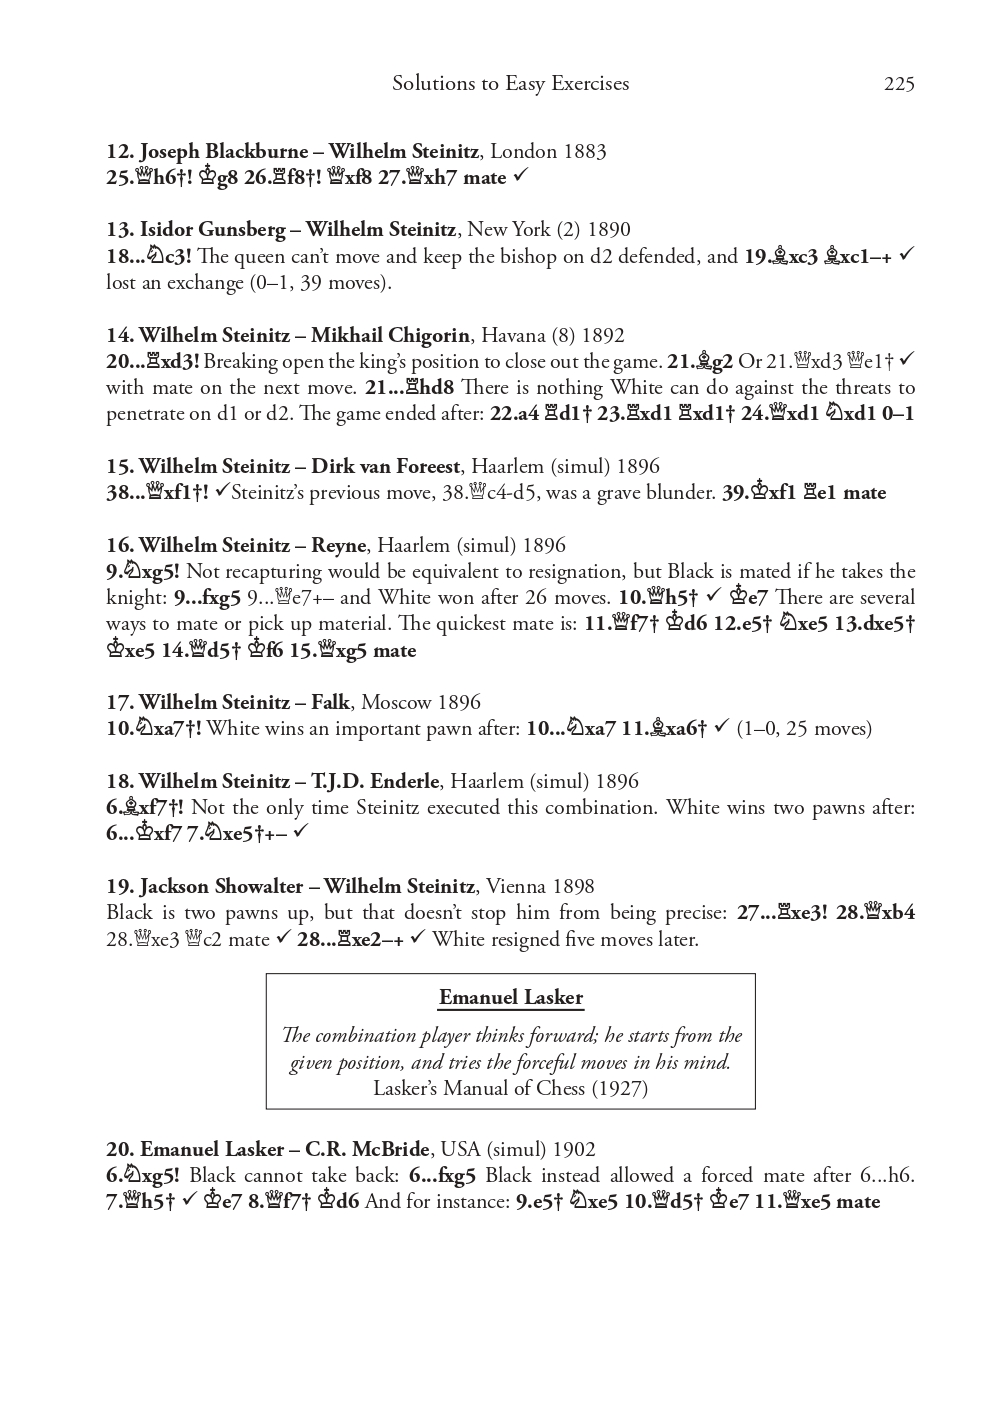 Solutions to Easy Exercises 225
12. Joseph Blackburne – Wilhelm Steinitz, London 1883
25.♕h6†! ♔g8 26.♖f8†! ♕xf8 27.♕xh7 mate ✓
13. Isidor Gunsberg – Wilhelm Steinitz, New York (2) 1890
18...♘c3! The queen can’t move and keep the bishop on d2 defended, and 19.♗xc3 ♗xc1–+ ✓
lost an exchange (0–1, 39 moves).
14. Wilhelm Steinitz – Mikhail Chigorin, Havana (8) 1892
20...♖xd3! Breaking open the king’s position to close out the game. 21.♗g2 Or 21.♕xd3 ♕e1† ✓
with mate on the next move. 21...♖hd8 There is nothing White can do against the threats to
penetrate on d1 or d2. The game ended after: 22.a4 ♖d1† 23.♖xd1 ♖xd1† 24.♕xd1 ♘xd1 0–1
15. Wilhelm Steinitz – Dirk van Foreest, Haarlem (simul) 1896
38...♕xf1†! ✓Steinitz’s previous move, 38.♕c4-d5, was a grave blunder. 39.♔xf1 ♖e1 mate
16. Wilhelm Steinitz – Reyne, Haarlem (simul) 1896
9.♘xg5! Not recapturing would be equivalent to resignation, but Black is mated if he takes the
knight: 9...fxg5 9...♕e7+– and White won after 26 moves. 10.♕h5† ✓ ♔e7 There are several
ways to mate or pick up material. The quickest mate is: 11.♕f7† ♔d6 12.e5† ♘xe5 13.dxe5†
♔xe5 14.♕d5† ♔f6 15.♕xg5 mate
17. Wilhelm Steinitz – Falk, Moscow 1896
10.♘xa7†! White wins an important pawn after: 10...♘xa7 11.♗xa6† ✓ (1–0, 25 moves)
18. Wilhelm Steinitz – T.J.D. Enderle, Haarlem (simul) 1896
6.♗xf7†! Not the only time Steinitz executed this combination. White wins two pawns after:
6...♔xf7 7.♘xe5†+– ✓
19. Jackson Showalter – Wilhelm Steinitz, Vienna 1898
Black is two pawns up, but that doesn’t stop him from being precise: 27...♖xe3! 28.♕xb4
28.♕xe3 ♕c2 mate ✓ 28...♖xe2–+ ✓ White resigned five moves later.
Emanuel Lasker
The combination player thinks forward; he starts from the
given position, and tries the forceful moves in his mind.
Lasker’s Manual of Chess (1927)
20. Emanuel Lasker – C.R. McBride, USA (simul) 1902
6.♘xg5! Black cannot take back: 6...fxg5 Black instead allowed a forced mate after 6...h6.
7.♕h5† ✓ ♔e7 8.♕f7† ♔d6 And for instance: 9.e5† ♘xe5 10.♕d5† ♔e7 11.♕xe5 mate